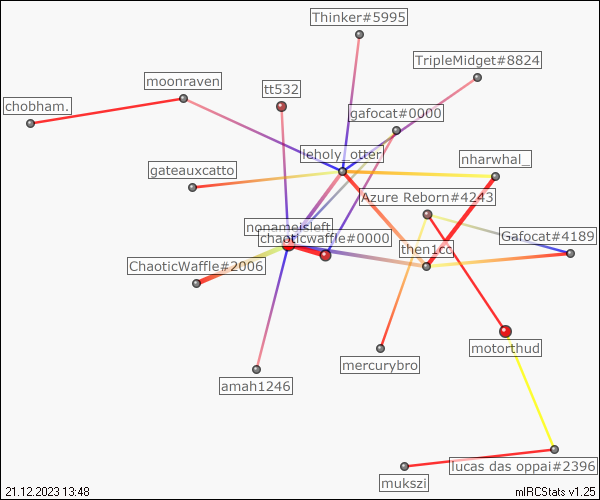 Thinker#5995
TripleMidget#8824
moonraven
tt532
chobham.
gafocat#0000
leholy_otter
nharwhal_
gateauxcatto
Azure Reborn#4243
nonameisleft
chaoticwaffle#0000
Gafocat#4189
then1co
ChaoticWaffle#2006
motorthud
mercurybro
amah1246
lucas das oppai#2396
mukszi
21.12.2023 13:48
mIRCStats v1.25